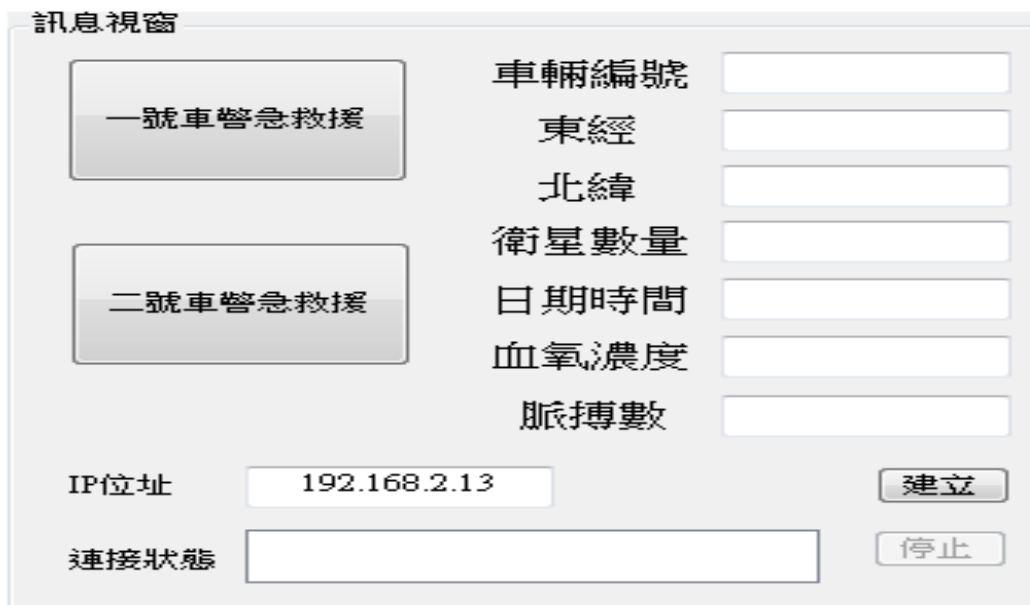 訊息視窗
一號車警急救援
二號車警急救援
車輛編號
東經
北緯
衛星數量
日期時間
血氧濃度
脈搏數
IP位址
192.168.2.13
建立
連接狀態
停止